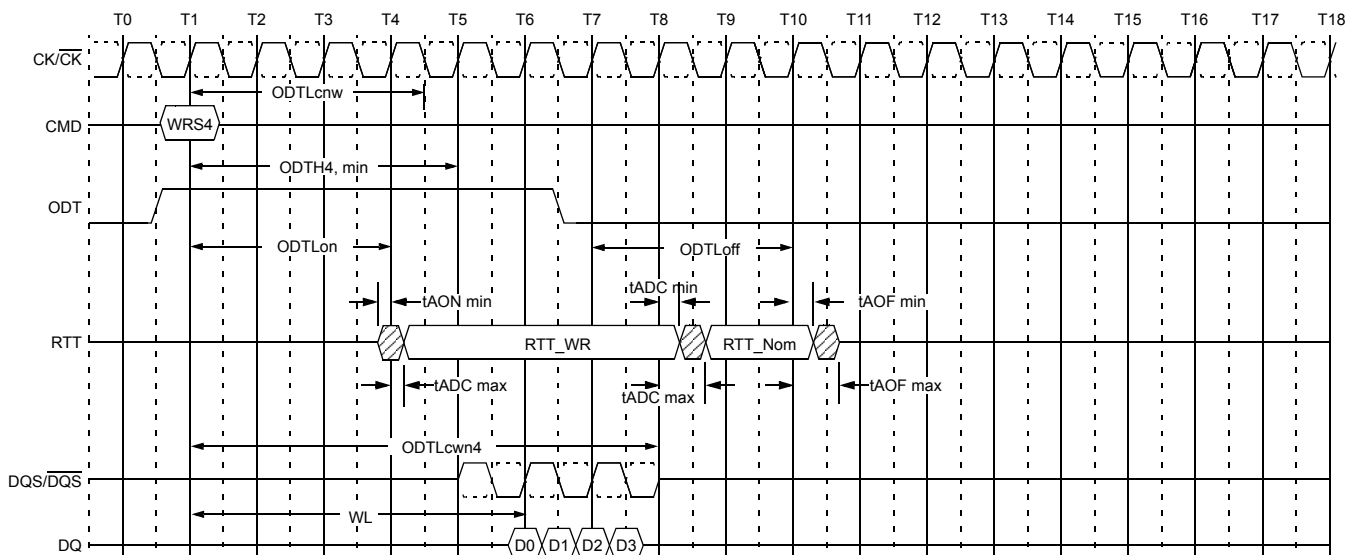 T0 T1 T2 T3 T4 T5 T6 T7 T8 T9 T10 T11 T12 T13 T14 T15 T16 T17 T18
CK/CK
ODTLcnw
CMD
WRS4
ODTH4, min
ODT
ODTLon
ODTLoff
tAON min
tADC min
tAOF min
RTT
RTT_WR
RTT_Nom
tADC max
tADC max
tAOF max
ODTLcwn4
DQS/DQS
WL
DQ
D0 D1 D2 D3